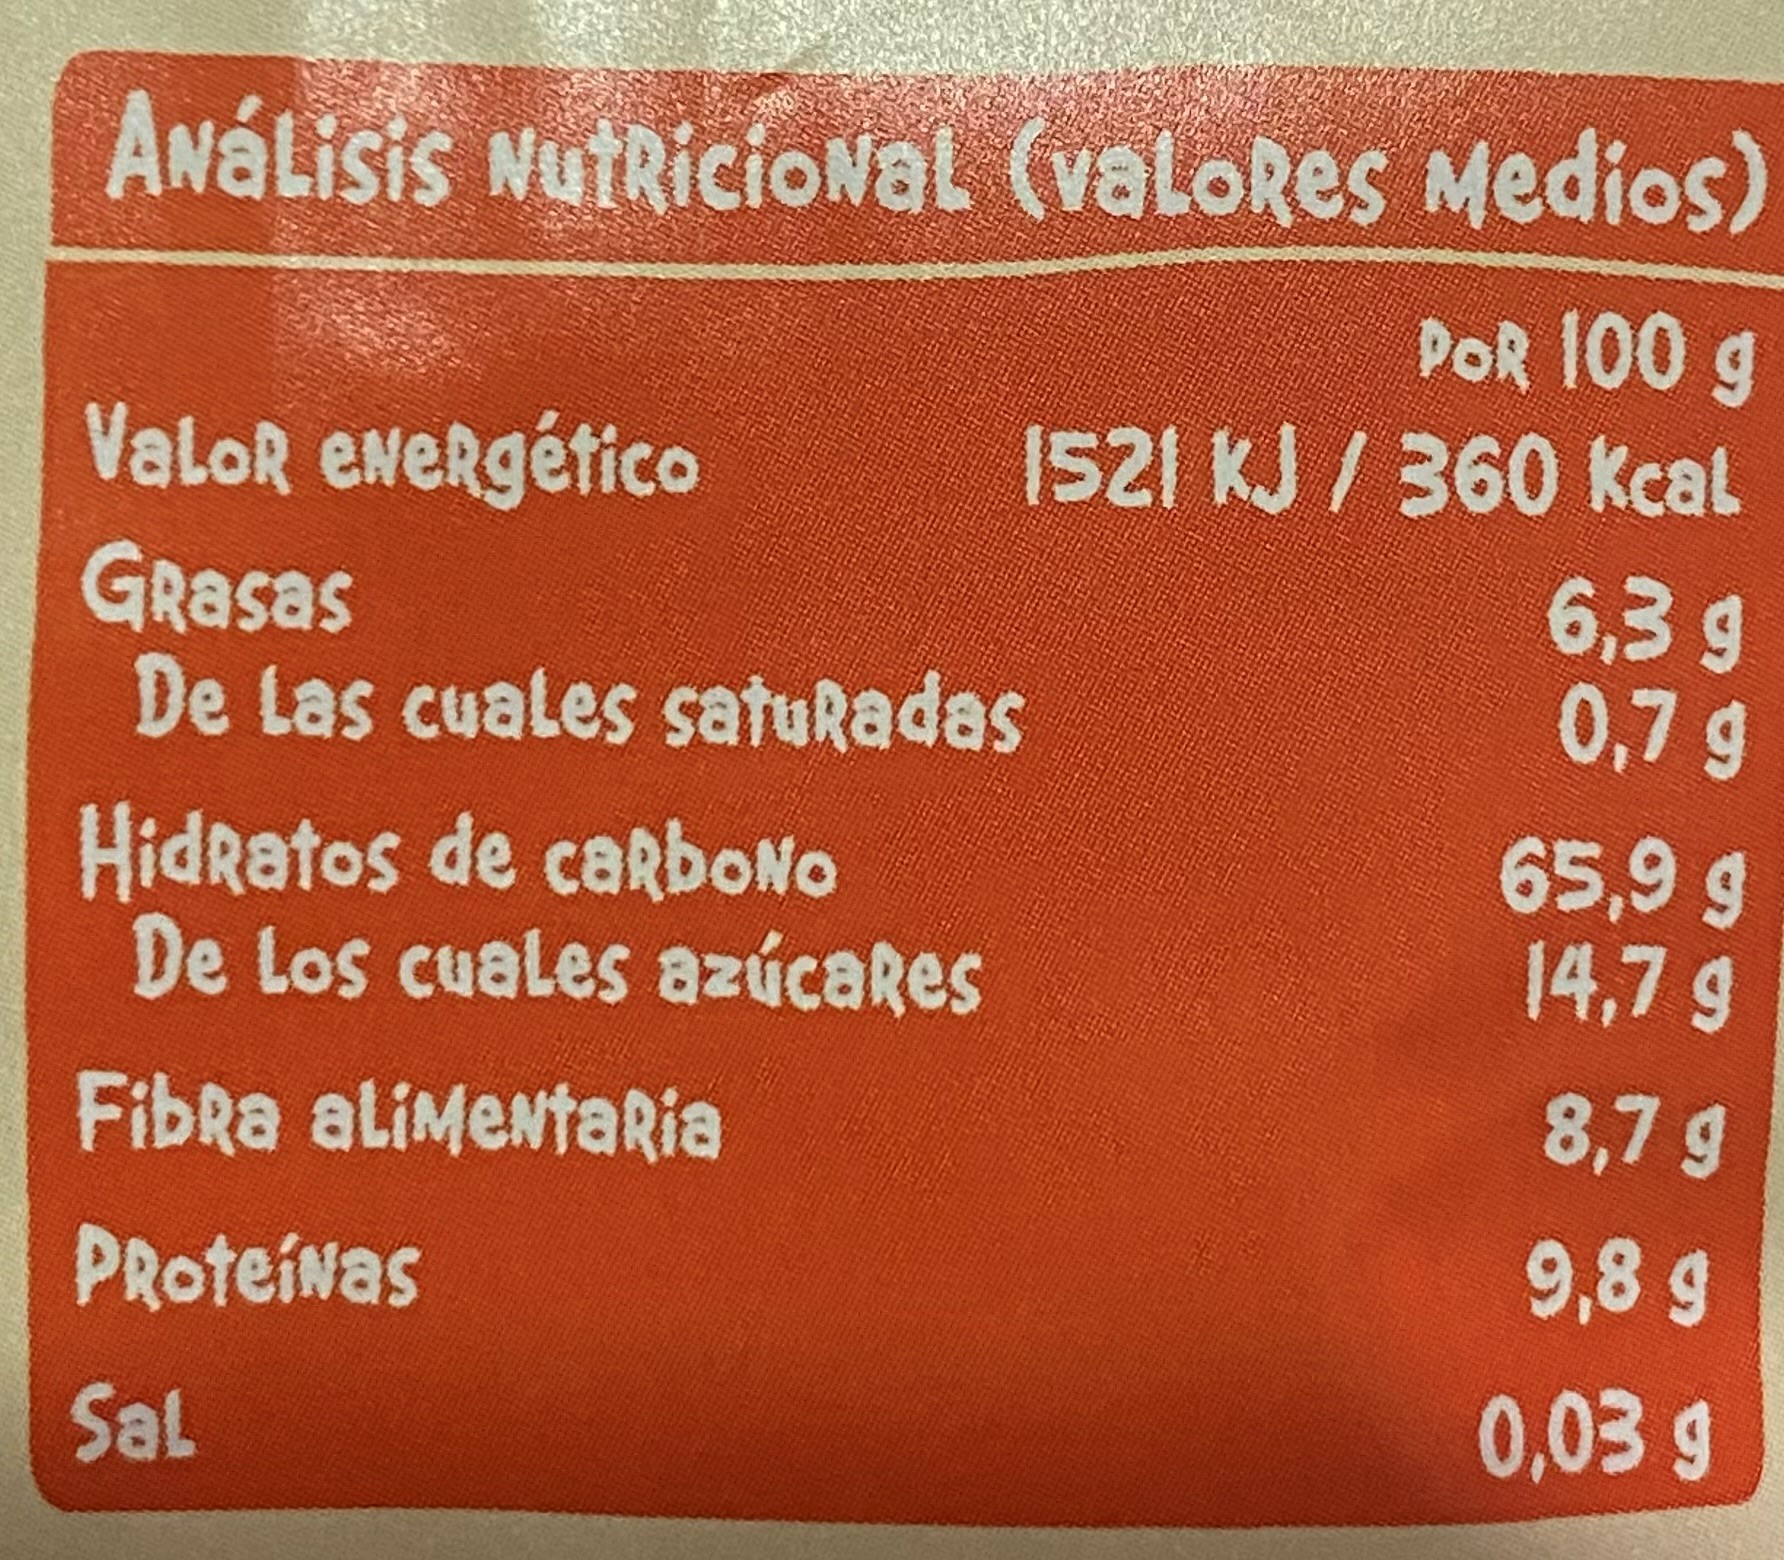 Análisis nutricional (valores medios)
por 100 g
Valor energético 1521 kJ / 360 kcal
Grasas 6,3 g
De las cuales saturadas 0,7 g
Hidratos de carbono 65,9 g
De los cuales azúcares 14,7 g
Fibra alimentaria 8,7 g
Proteínas 9,8 g
Sal 0,03 g